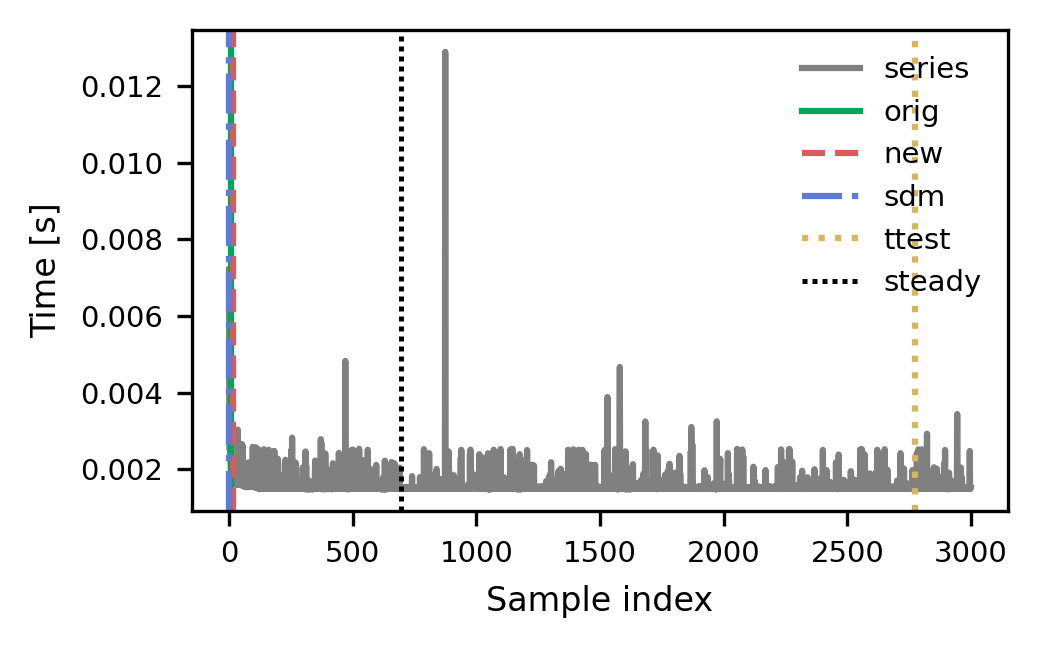 0.012
0.010
0.008
0.006
0.004
0.002
Time [s]
series
orig
new
sdm
ttest
steady
0 500 1000 1500 2000 2500 3000
Sample index